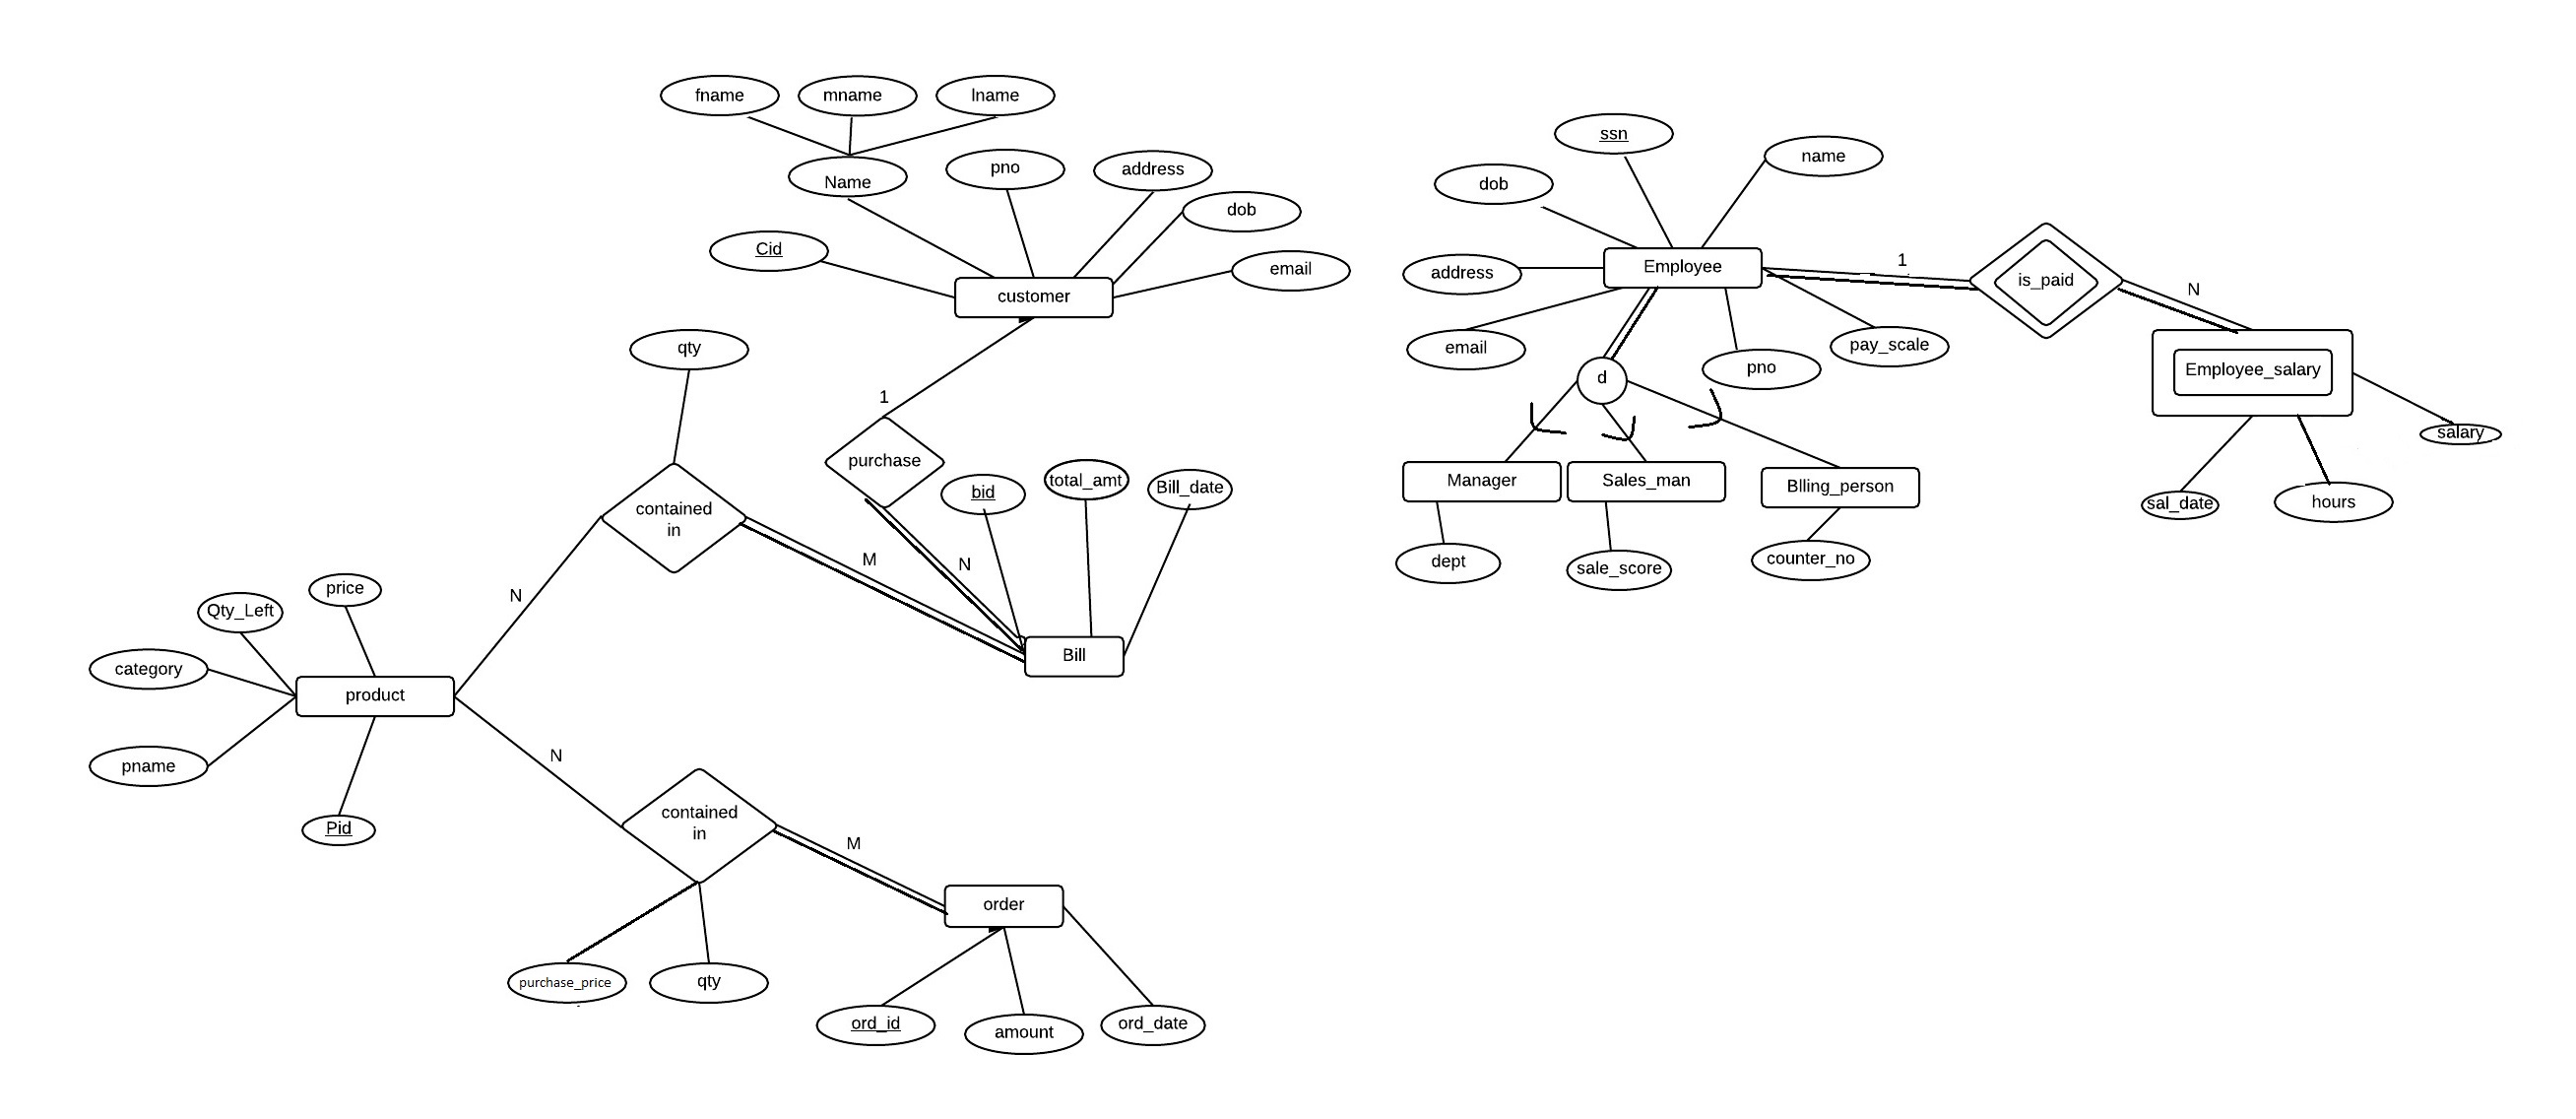 fname
mname
lname
Name
pno
address
dob
Cid
email
customer
qty
1
purchase
contained
in
bid
total_amt
Bill_date
M
N
Bill
N
price
Qty_Left
category
product
pname
Pid
N
contained
in
M
order
purchase_price
qty
ord_id
amount
ord_date
ssn
name
dob
address
Employee
1
is_paid
N
email
pay_scale
pno
d
Employee_salary
salary
Manager
Sales_man
BIling_person
sal_date
hours
dept
sale_score
counter_no